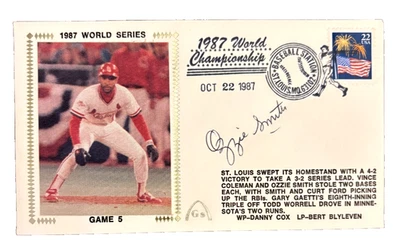 1987 WORLD SERIES
1987 World
Championship
BASEBALL STATION
ST. LOUIS, MO 63102
22
USA
OCT 22 1987
Ozzie Smith
ST. LOUIS SWEPT ITS HOMESTAND WITH A 4-2
VICTORY TO TAKE A 3-2 SERIES LEAD. VINCE
COLEMAN AND OZZIE SMITH STOLE TWO BASES
EACH, WITH SMITH AND CURT FORD PICKING
UP THE RBIs. GARY GAETTI'S EIGHTH-INNING
TRIPLE OFF TODD WORRELL DROVE IN MINNE-
SOTA'S TWO RUNS.
WP-DANNY COX LP-BERT BLYLEVEN
GAME 5
Gs